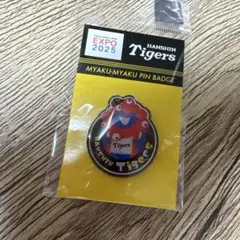 EXPO
2025
HANSHIN
Tigers
MYAKU-MYAKU PIN BADGE
Tigers
HANSHIN Tigers